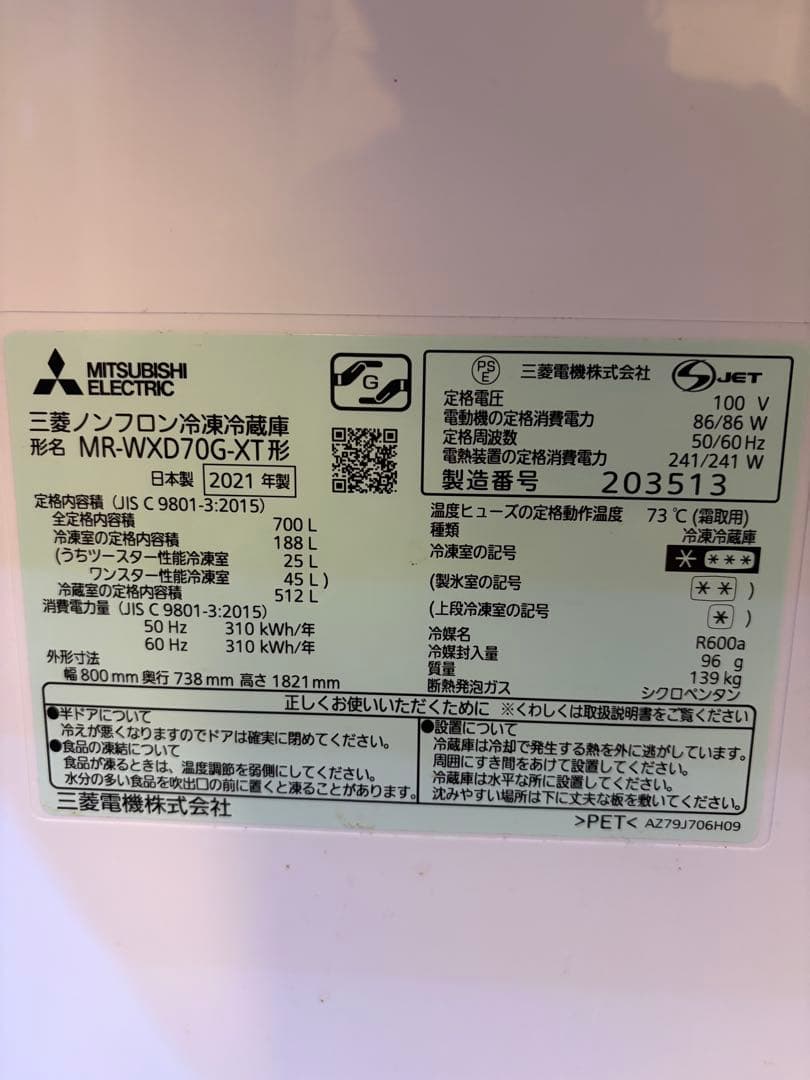 MITSUBISHI
ELECTRIC
三菱ノンフロン冷凍冷蔵庫
形名 MR-WXD70G-XT形
日本製 2021 年製
定格内容積（JIS C 9801-3:2015）
全定格内容積 700 L
冷凍室の定格内容積 188 L
(うちツースター性能冷凍室 25 L
ワンスター性能冷凍室 45 L )
冷蔵室の定格内容積 512 L
消費電力量（JIS C 9801-3:2015）
50 Hz 310 kWh/年
60 Hz 310 kWh/年
外形寸法
幅 800 mm 奥行 738 mm 高さ 1821 mm
G
PS
E
三菱電機株式会社
S JET
定格電圧 100 V
電動機の定格消費電力 86/86 W
定格周波数 50/60 Hz
電熱装置の定格消費電力 241/241 W
製造番号 203513
温度ヒューズの定格動作温度 73 ℃ (霜取用)
種類 冷凍冷蔵庫
冷凍室の記号 * ***
(製氷室の記号 ** )
(上段冷凍室の記号 * )
冷媒名 R600a
冷媒封入量 96 g
質量 139 kg
断熱発泡ガス シクロペンタン
正しくお使いいただくために ※くわしくは取扱説明書をご覧ください
●半ドアについて
冷えが悪くなりますのでドアは確実に閉めてください。
●食品の凍結について
食品が凍るときは、温度調節を弱側にしてください。
水分の多い食品を吹出口の前に置くと凍ることがあります。
●設置について
冷蔵庫は冷却で発生する熱を外に逃がしています。
周囲にすき間をあけて設置してください。
冷蔵庫は水平な所に設置してください。
沈みやすい場所は下に丈夫な板を敷いてください。
三菱電機株式会社
>PET< AZ79J706H09